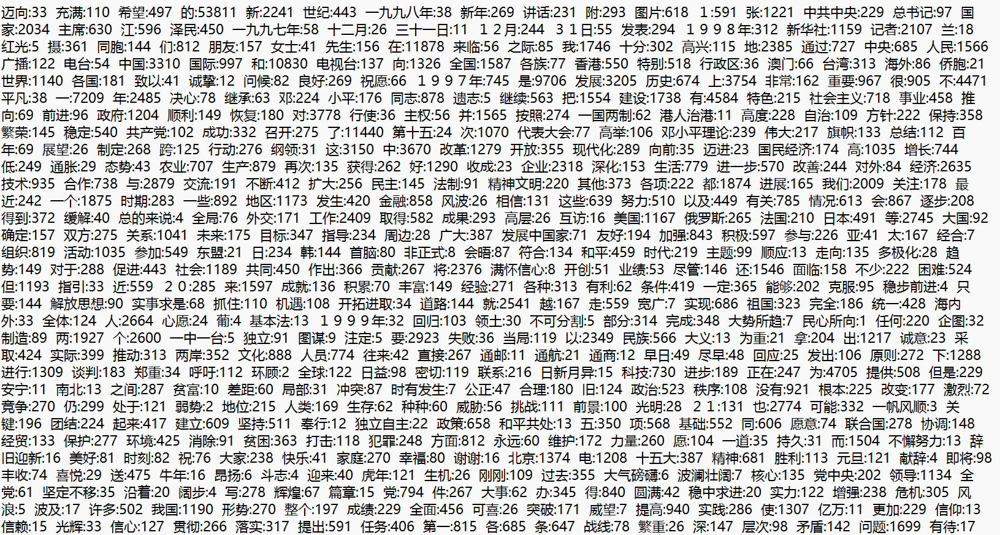 迈向:33 充满:110 希望:497 的:53811 新:2241 世纪:443 一九九八年:38 新年:269 讲话:231 附:293 图片:618 １:591 张:1221 中共中央:229 总书记:97 国
家:2034 主席:630 江:596 泽民:450 一九九七年:58 十二月:26 三十一日:11 １２月:244 ３１日:55 发表:294 １９９８年:312 新华社:1159 记者:2107 兰:18
红光:5 摄:361 同胞:144 们:812 朋友:157 女士:41 先生:156 在:11878 来临:56 之际:85 我:1746 十分:302 高兴:115 地:2385 通过:727 中央:685 人民:1566
广播:122 电台:54 中国:3310 国际:997 和:10830 电视台:137 向:1326 全国:1587 各族:77 香港:550 特别:518 行政区:36 澳门:66 台湾:313 海外:86 侨胞:21
世界:1140 各国:181 致以:41 诚挚:12 问候:82 良好:269 祝愿:66 １９９７年:745 是:9706 发展:3205 历史:674 上:3754 非常:162 重要:967 很:905 不:4471
平凡:38 一:7209 年:2485 决心:78 继承:63 邓:224 小平:176 同志:878 遗志:5 继续:563 把:1554 建设:1738 有:4584 特色:215 社会主义:718 事业:458 推
向:69 前进:96 政府:1204 顺利:149 恢复:180 对:3778 行使:36 主权:56 并:1565 按照:274 一国两制:62 港人治港:11 高度:228 自治:109 方针:222 保持:358
繁荣:145 稳定:540 共产党:102 成功:332 召开:275 了:11440 第十五:24 次:1070 代表大会:77 高举:106 邓小平理论:239 伟大:217 旗帜:133 总结:112 百
年:69 展望:26 制定:268 跨:125 行动:276 纲领:31 这:3150 中:3670 改革:1279 开放:355 现代化:289 向前:35 迈进:23 国民经济:174 高:1035 增长:744
低:249 通胀:29 态势:43 农业:707 生产:879 再次:135 获得:262 好:1290 收成:23 企业:2318 深化:153 生活:779 进一步:570 改善:244 对外:84 经济:2635
技术:935 合作:738 与:2879 交流:191 不断:412 扩大:256 民主:145 法制:91 精神文明:220 其他:373 各项:222 都:1874 进展:165 我们:2009 关注:178 最
近:242 一个:1875 时期:283 一些:892 地区:1173 发生:420 金融:858 风波:26 相信:131 这些:639 努力:510 以及:449 有关:785 情况:613 会:867 逐步:208
得到:372 缓解:40 总的来说:4 全局:76 外交:171 工作:2409 取得:582 成果:293 高层:26 互访:16 美国:1167 俄罗斯:265 法国:210 日本:491 等:2745 大国:92
确定:157 双方:275 关系:1041 未来:175 目标:347 指导:234 周边:28 广大:387 发展中国家:71 友好:194 加强:843 积极:597 参与:226 亚:41 太:167 经合:7
组织:819 活动:1035 参加:549 东盟:21 日:234 韩:144 首脑:80 非正式:8 会晤:87 符合:134 和平:459 时代:219 主题:99 顺应:13 走向:135 多极化:28 趋
势:149 对于:288 促进:443 社会:1189 共同:450 作出:366 贡献:267 将:2376 满怀信心:8 开创:51 业绩:53 尽管:146 还:1546 面临:158 不少:222 困难:524
但:1193 指引:33 近:559 ２０:285 来:1597 成就:136 积累:70 丰富:149 经验:271 各种:313 有利:62 条件:419 一定:365 能够:202 克服:95 稳步前进:4 只
要:144 解放思想:90 实事求是:68 抓住:110 机遇:108 开拓进取:34 道路:144 就:2541 越:167 走:559 宽广:7 实现:686 祖国:323 完全:186 统一:428 海内
外:33 全体:124 人:2664 心愿:24 葡:4 基本法:13 １９９９年:32 回归:103 领土:30 不可分割:5 部分:314 完成:348 大势所趋:7 民心所向:1 任何:220 企图:32
制造:89 两:1927 个:2600 一中一台:5 独立:91 图谋:9 注定:5 要:2923 失败:36 当局:119 以:2349 民族:566 大义:13 为重:21 拿:204 出:1217 诚意:23 采
取:424 实际:399 推动:313 两岸:352 文化:888 人员:774 往来:42 直接:267 通邮:11 通航:21 通商:12 早日:49 尽早:48 回应:25 发出:106 原则:272 下:1288
进行:1309 谈判:183 郑重:34 呼吁:112 环顾:2 全球:122 日益:98 密切:119 联系:216 日新月异:15 科技:730 进步:189 正在:247 为:4705 提供:508 但是:229
安宁:11 南北:13 之间:287 贫富:10 差距:60 局部:31 冲突:87 时有发生:7 公正:47 合理:180 旧:124 政治:523 秩序:108 没有:921 根本:225 改变:177 激烈:72
竞争:270 仍:299 处于:121 弱势:2 地位:215 人类:169 生存:62 种种:60 威胁:56 挑战:111 前景:100 光明:28 ２１:131 也:2774 可能:332 一帆风顺:3 关
键:196 团结:224 起来:417 建立:609 坚持:511 奉行:12 独立自主:22 政策:658 和平共处:13 五:350 项:568 基础:552 同:606 愿意:74 联合国:278 协调:148
经贸:133 保护:277 环境:425 消除:91 贫困:363 打击:118 犯罪:248 方面:812 永远:60 维护:172 力量:260 愿:104 一道:35 持久:31 而:1504 不懈努力:13 辞
旧迎新:16 美好:81 时刻:82 祝:76 大家:238 快乐:41 家庭:270 幸福:80 谢谢:16 北京:1374 电:1208 十五大:387 精神:681 胜利:113 元旦:121 献辞:4 即将:98
丰收:74 喜悦:29 送:475 牛年:16 昂扬:6 斗志:4 迎来:40 虎年:121 生机:26 刚刚:109 过去:355 大气磅礴:6 波澜壮阔:7 核心:135 党中央:202 领导:1134 全
党:61 坚定不移:35 沿着:20 阔步:4 写:278 辉煌:67 篇章:15 党:794 件:267 大事:62 办:345 得:840 圆满:42 稳中求进:20 实力:122 增强:238 危机:305 风
浪:5 波及:17 许多:502 我国:1190 形势:270 整个:197 成绩:229 全面:456 可喜:26 突破:171 威望:7 提高:940 实践:286 使:1307 亿万:11 更加:229 信仰:13
信赖:15 光辉:33 信心:127 贯彻:266 落实:317 提出:591 任务:406 第一:815 各:685 条:647 战线:78 繁重:26 深:147 层次:98 矛盾:142 问题:1699 有待:17